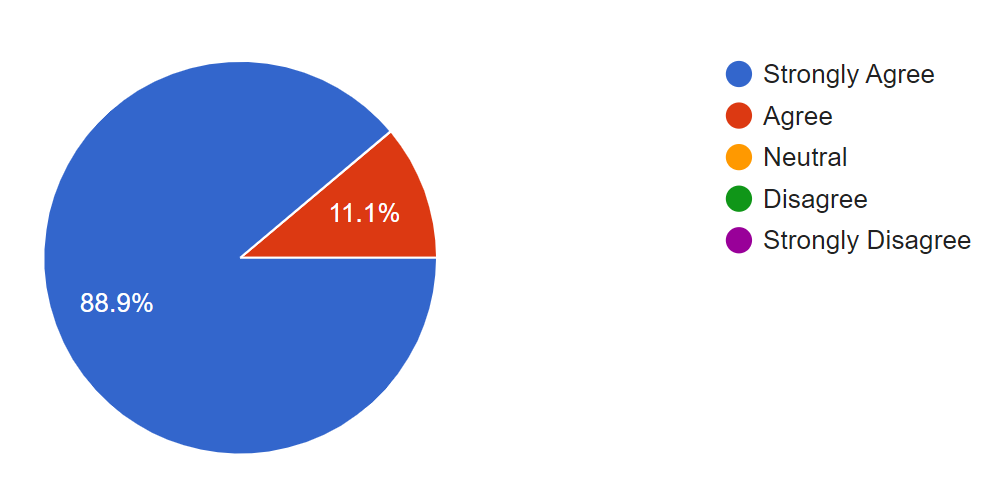 Strongly Agree
Agree
11.1%
Neutral
Disagree
Strongly Disagree
88.9%